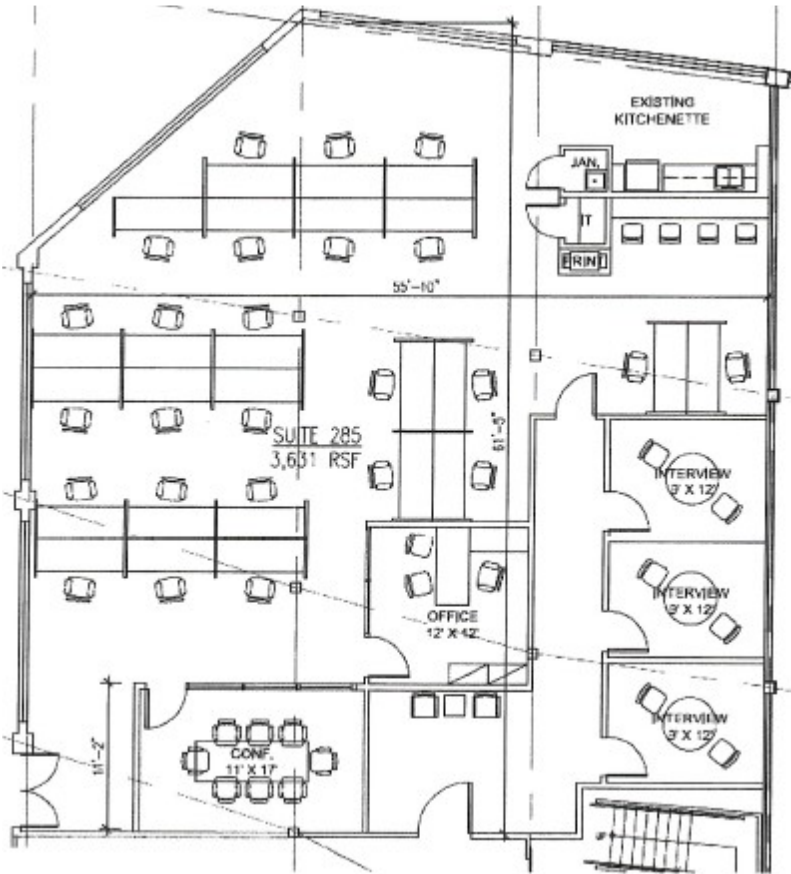 EXISTING
KITCHENETTE
JAN.
IT
PRINT
55'-10"
SUITE 285
3,631 RSF
61'-5"
INTERVIEW
9' X 12'
INTERVIEW
9' X 12'
OFFICE
12' X 12'
INTERVIEW
9' X 12'
11'-2"
CONF.
11' X 17'